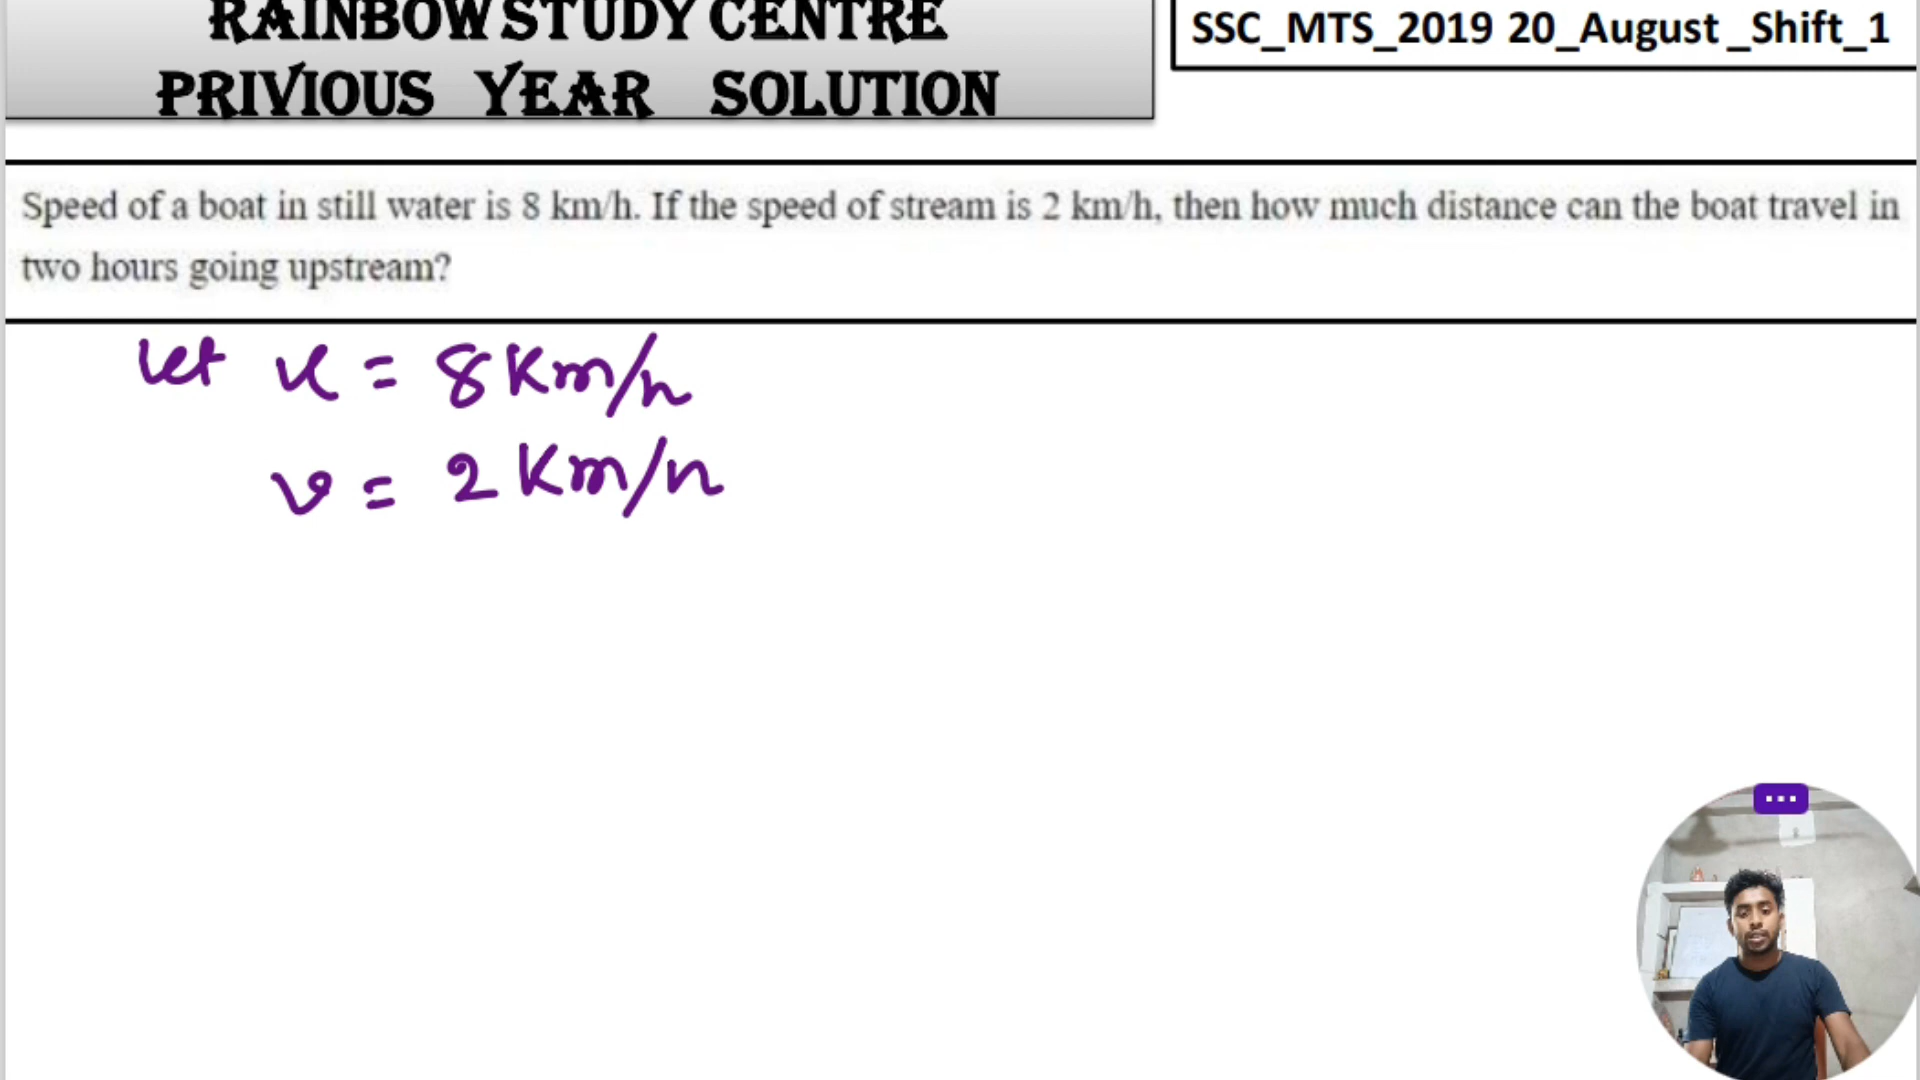 RAINBOW STUDY CENTRE
PRIVIOUS YEAR SOLUTION
SSC_MTS_2019 20_August _Shift_1
Speed of a boat in still water is 8 km/h. If the speed of stream is 2 km/h, then how much distance can the boat travel in
two hours going upstream?
let u = 8 Km/h
v = 2 Km/h